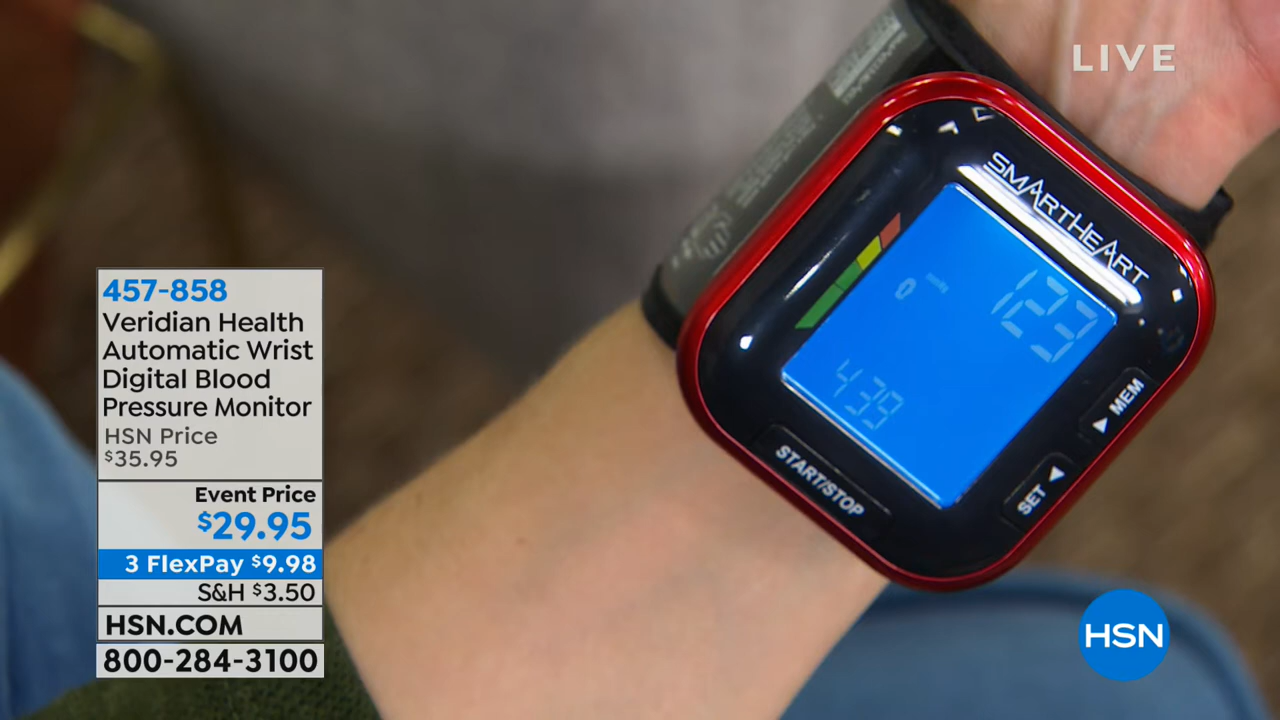 LIVE
SMARTHEART
123
439
MEM
SET
START/STOP
457-858
Veridian Health
Automatic Wrist
Digital Blood
Pressure Monitor
HSN Price
$35.95
Event Price
$29.95
3 FlexPay $9.98
S&H $3.50
HSN.COM
800-284-3100
HSN